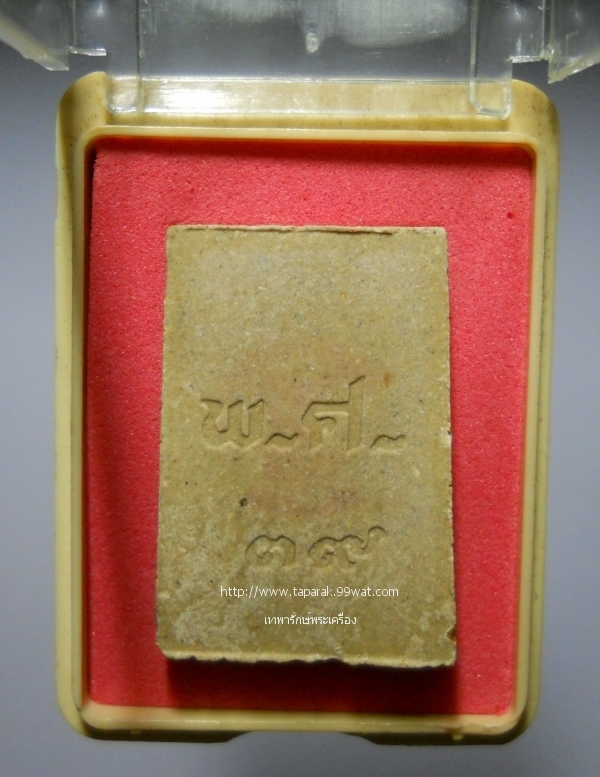 พ.ศ.
๓๙
http://www.taparak.99wat.com
เทพารักษ์พระเครื่อง